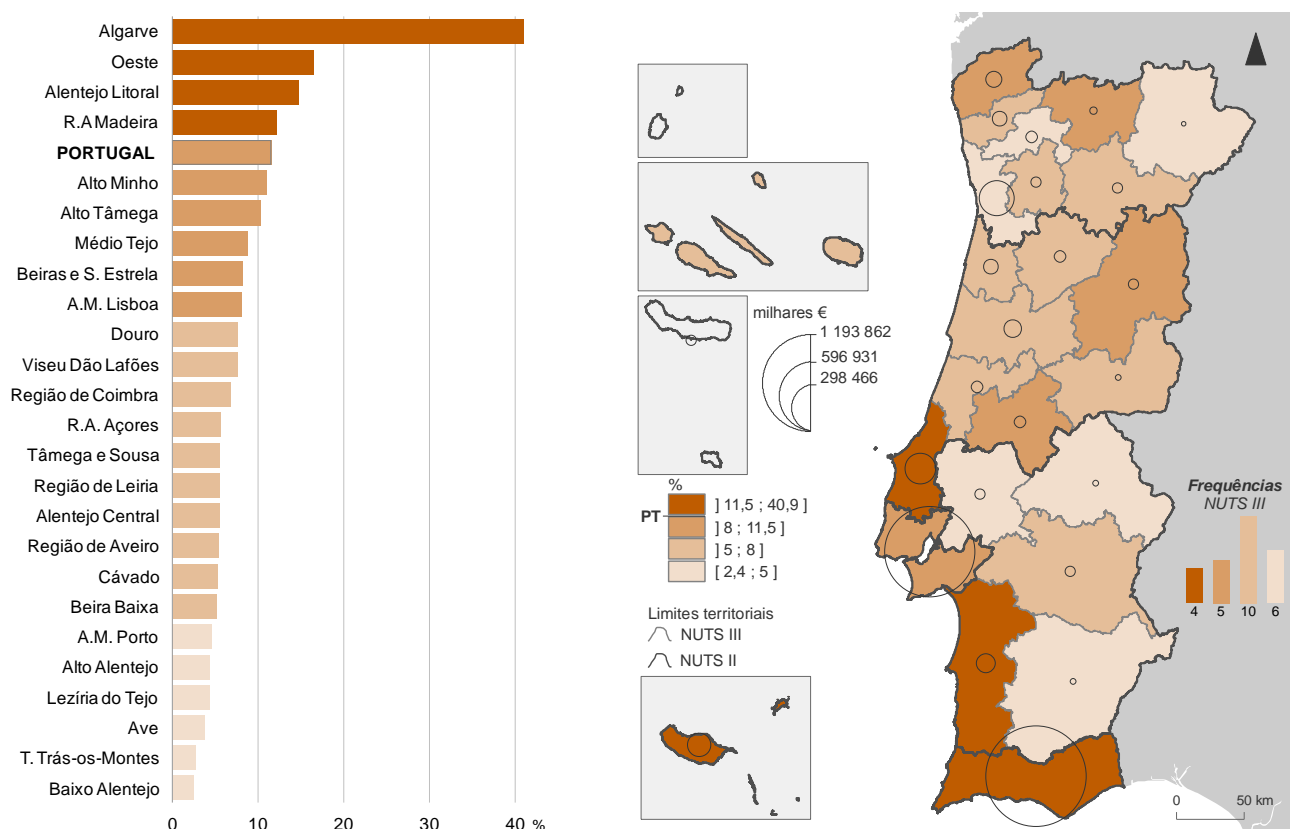 Algarve
Oeste
Alentejo Litoral
R.A Madeira
PORTUGAL
Alto Minho
Alto Tâmega
Médio Tejo
Beiras e S. Estrela
A.M. Lisboa
Douro
Viseu Dão Lafões
Região de Coimbra
R.A. Açores
Tâmega e Sousa
Região de Leiria
Alentejo Central
Região de Aveiro
Cávado
Beira Baixa
A.M. Porto
Alto Alentejo
Lezíria do Tejo
Ave
T. Trás-os-Montes
Baixo Alentejo
0 10 20 30 40 %
milhares €
1 193 862
596 931
298 466
%
PT
] 11,5 ; 40,9 ]
] 8 ; 11,5 ]
] 5 ; 8 ]
[ 2,4 ; 5 ]
Limites territoriais
NUTS III
NUTS II
Frequências
NUTS III
4 5 10 6
0 50 km